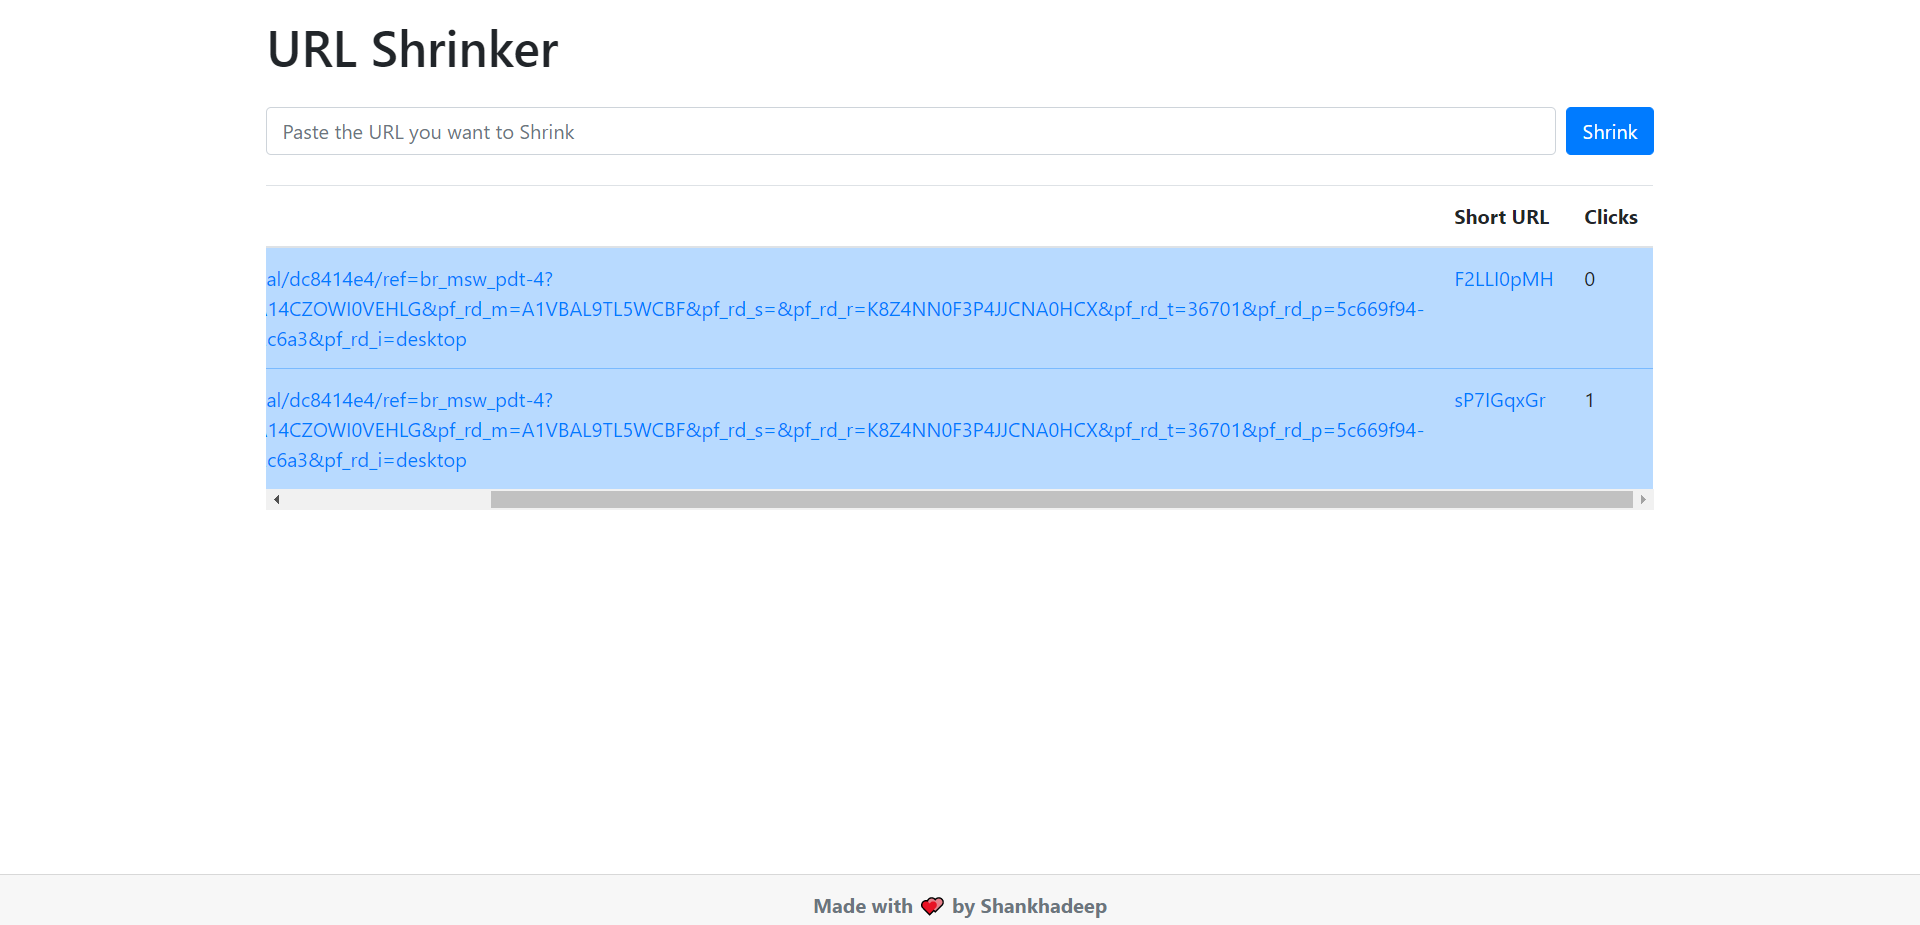 URL Shrinker
Paste the URL you want to Shrink
Shrink
Short URL Clicks
al/dc8414e4/ref=br_msw_pdt-4? F2LLI0pMH 0
14CZOWI0VEHLG&pf_rd_m=A1VBAL9TL5WCBF&pf_rd_s=&pf_rd_r=K8Z4NN0F3P4JJCNA0HCX&pf_rd_t=36701&pf_rd_p=5c669f94-
c6a3&pf_rd_i=desktop
al/dc8414e4/ref=br_msw_pdt-4? sP7IGqxGr 1
14CZOWI0VEHLG&pf_rd_m=A1VBAL9TL5WCBF&pf_rd_s=&pf_rd_r=K8Z4NN0F3P4JJCNA0HCX&pf_rd_t=36701&pf_rd_p=5c669f94-
c6a3&pf_rd_i=desktop
Made with 💕 by Shankhadeep